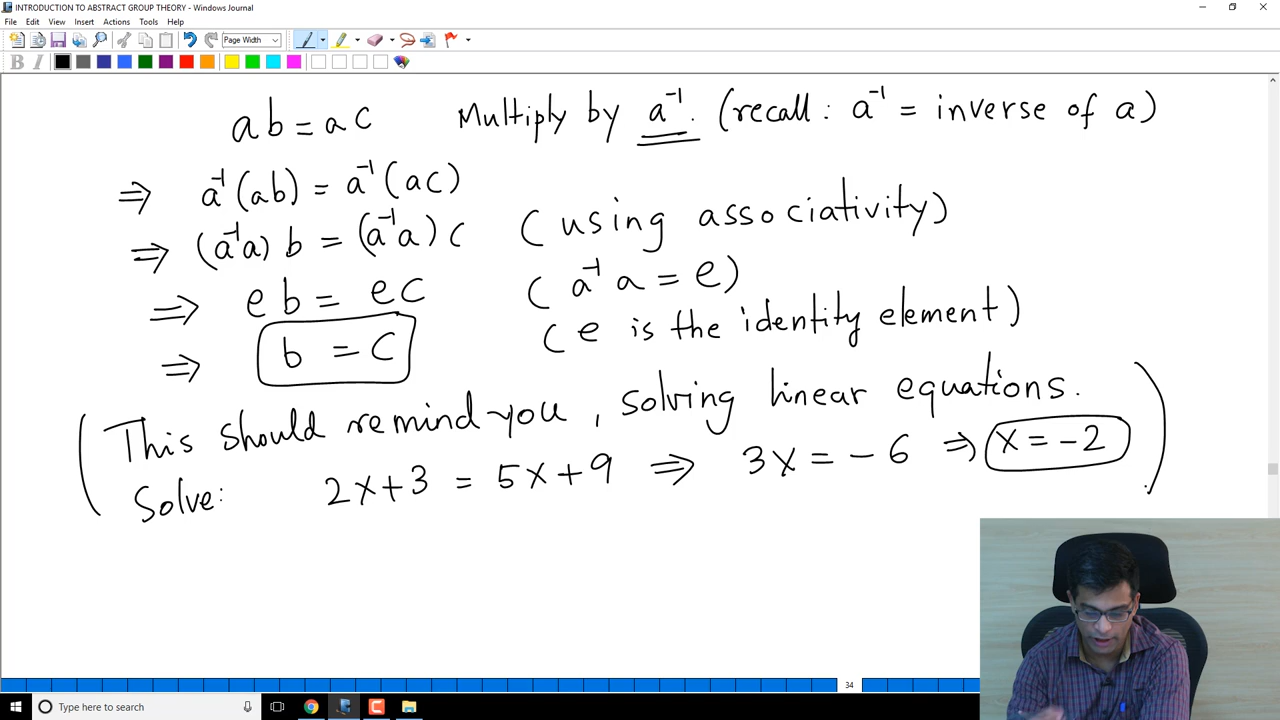 INTRODUCTION TO ABSTRACT GROUP THEORY - Windows Journal
File Edit View Insert Actions Tools Help
Page Width
B I
ab = ac Multiply by a⁻¹. (recall: a⁻¹ = inverse of a)
⇒ a⁻¹(ab) = a⁻¹(ac)
⇒ (a⁻¹a) b = (a⁻¹a) c (using associativity)
⇒ eb = ec (a⁻¹a = e)
⇒ b = c (e is the identity element)
(This should remind you, solving linear equations.
Solve: 2x+3 = 5x+9 ⇒ 3x = -6 ⇒ x = -2)
34
Type here to search